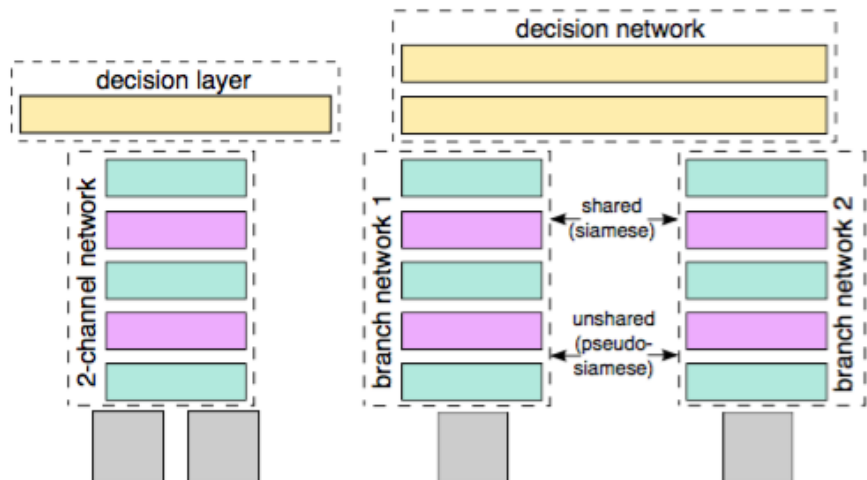 decision network
decision layer
2-channel network
branch network 1
shared
(siamese)
unshared
(pseudo-
siamese)
branch network 2